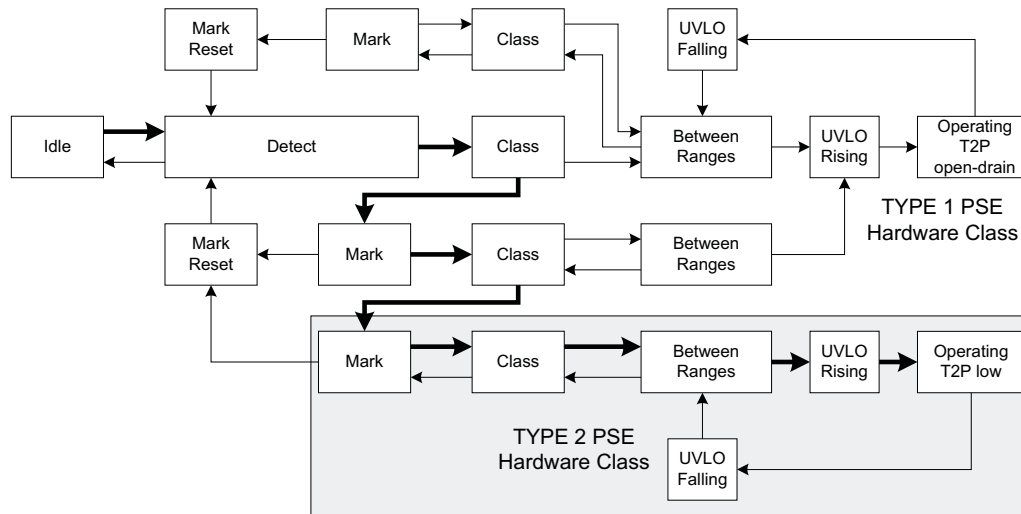 Mark
Reset
Mark
Class
UVLO
Falling
Idle
Detect
Class
Between
Ranges
UVLO
Rising
Operating
T2P
open-drain
TYPE 1 PSE
Hardware Class
Mark
Reset
Mark
Class
Between
Ranges
Mark
Class
Between
Ranges
UVLO
Rising
Operating
T2P low
TYPE 2 PSE
Hardware Class
UVLO
Falling